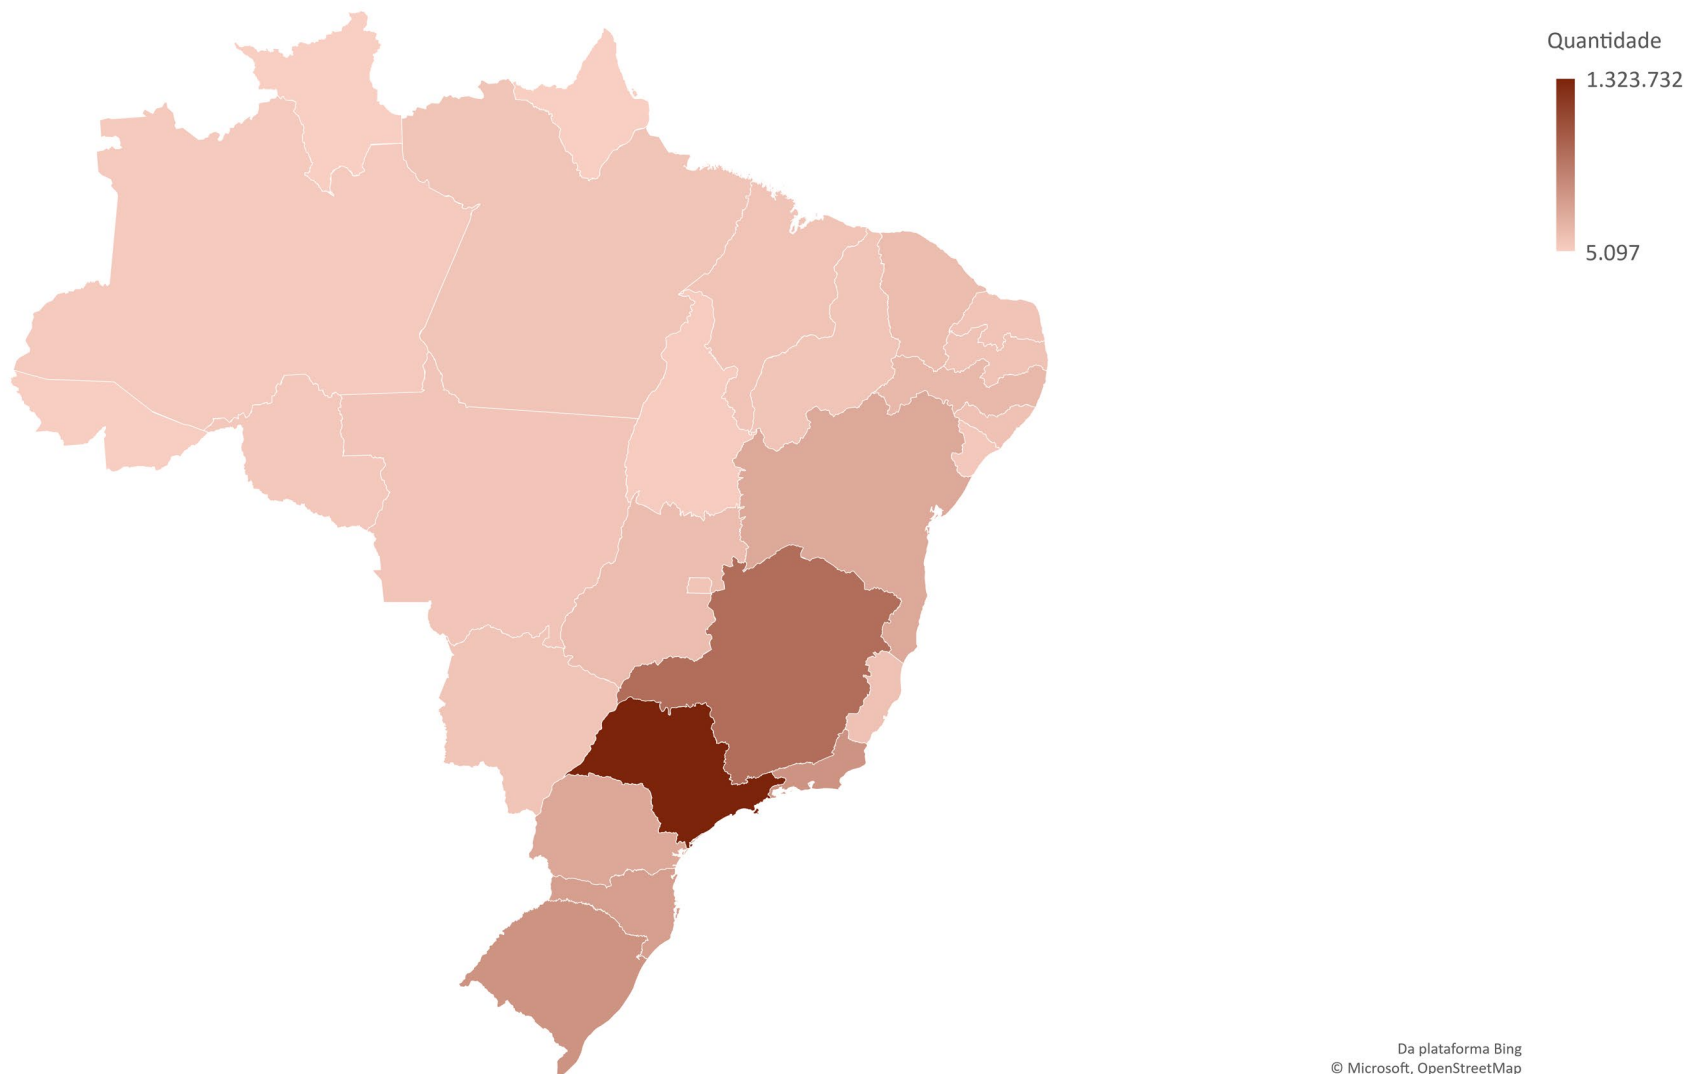 Quantidade
1.323.732
5.097
Da plataforma Bing
© Microsoft, OpenStreetMap